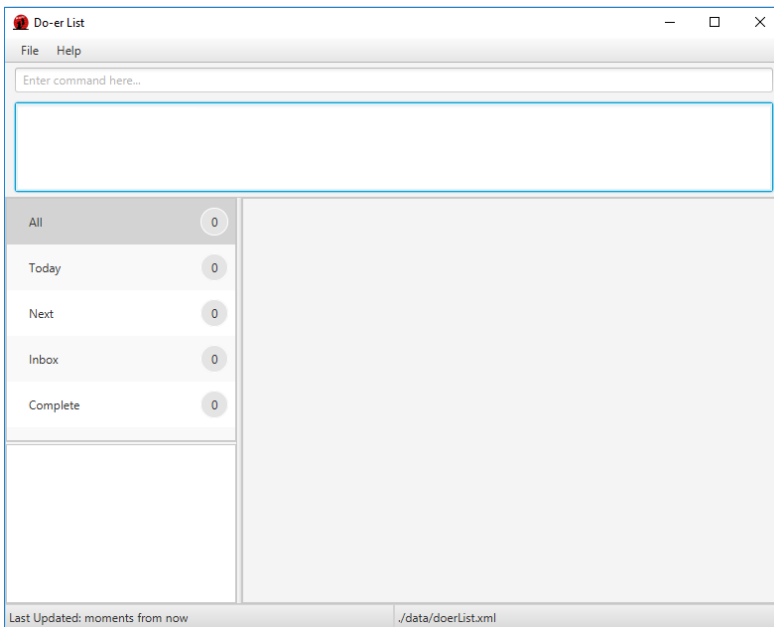 Do-er List
File Help
Enter command here...
All 0
Today 0
Next 0
Inbox 0
Complete 0
Last Updated: moments from now ./data/doerList.xml